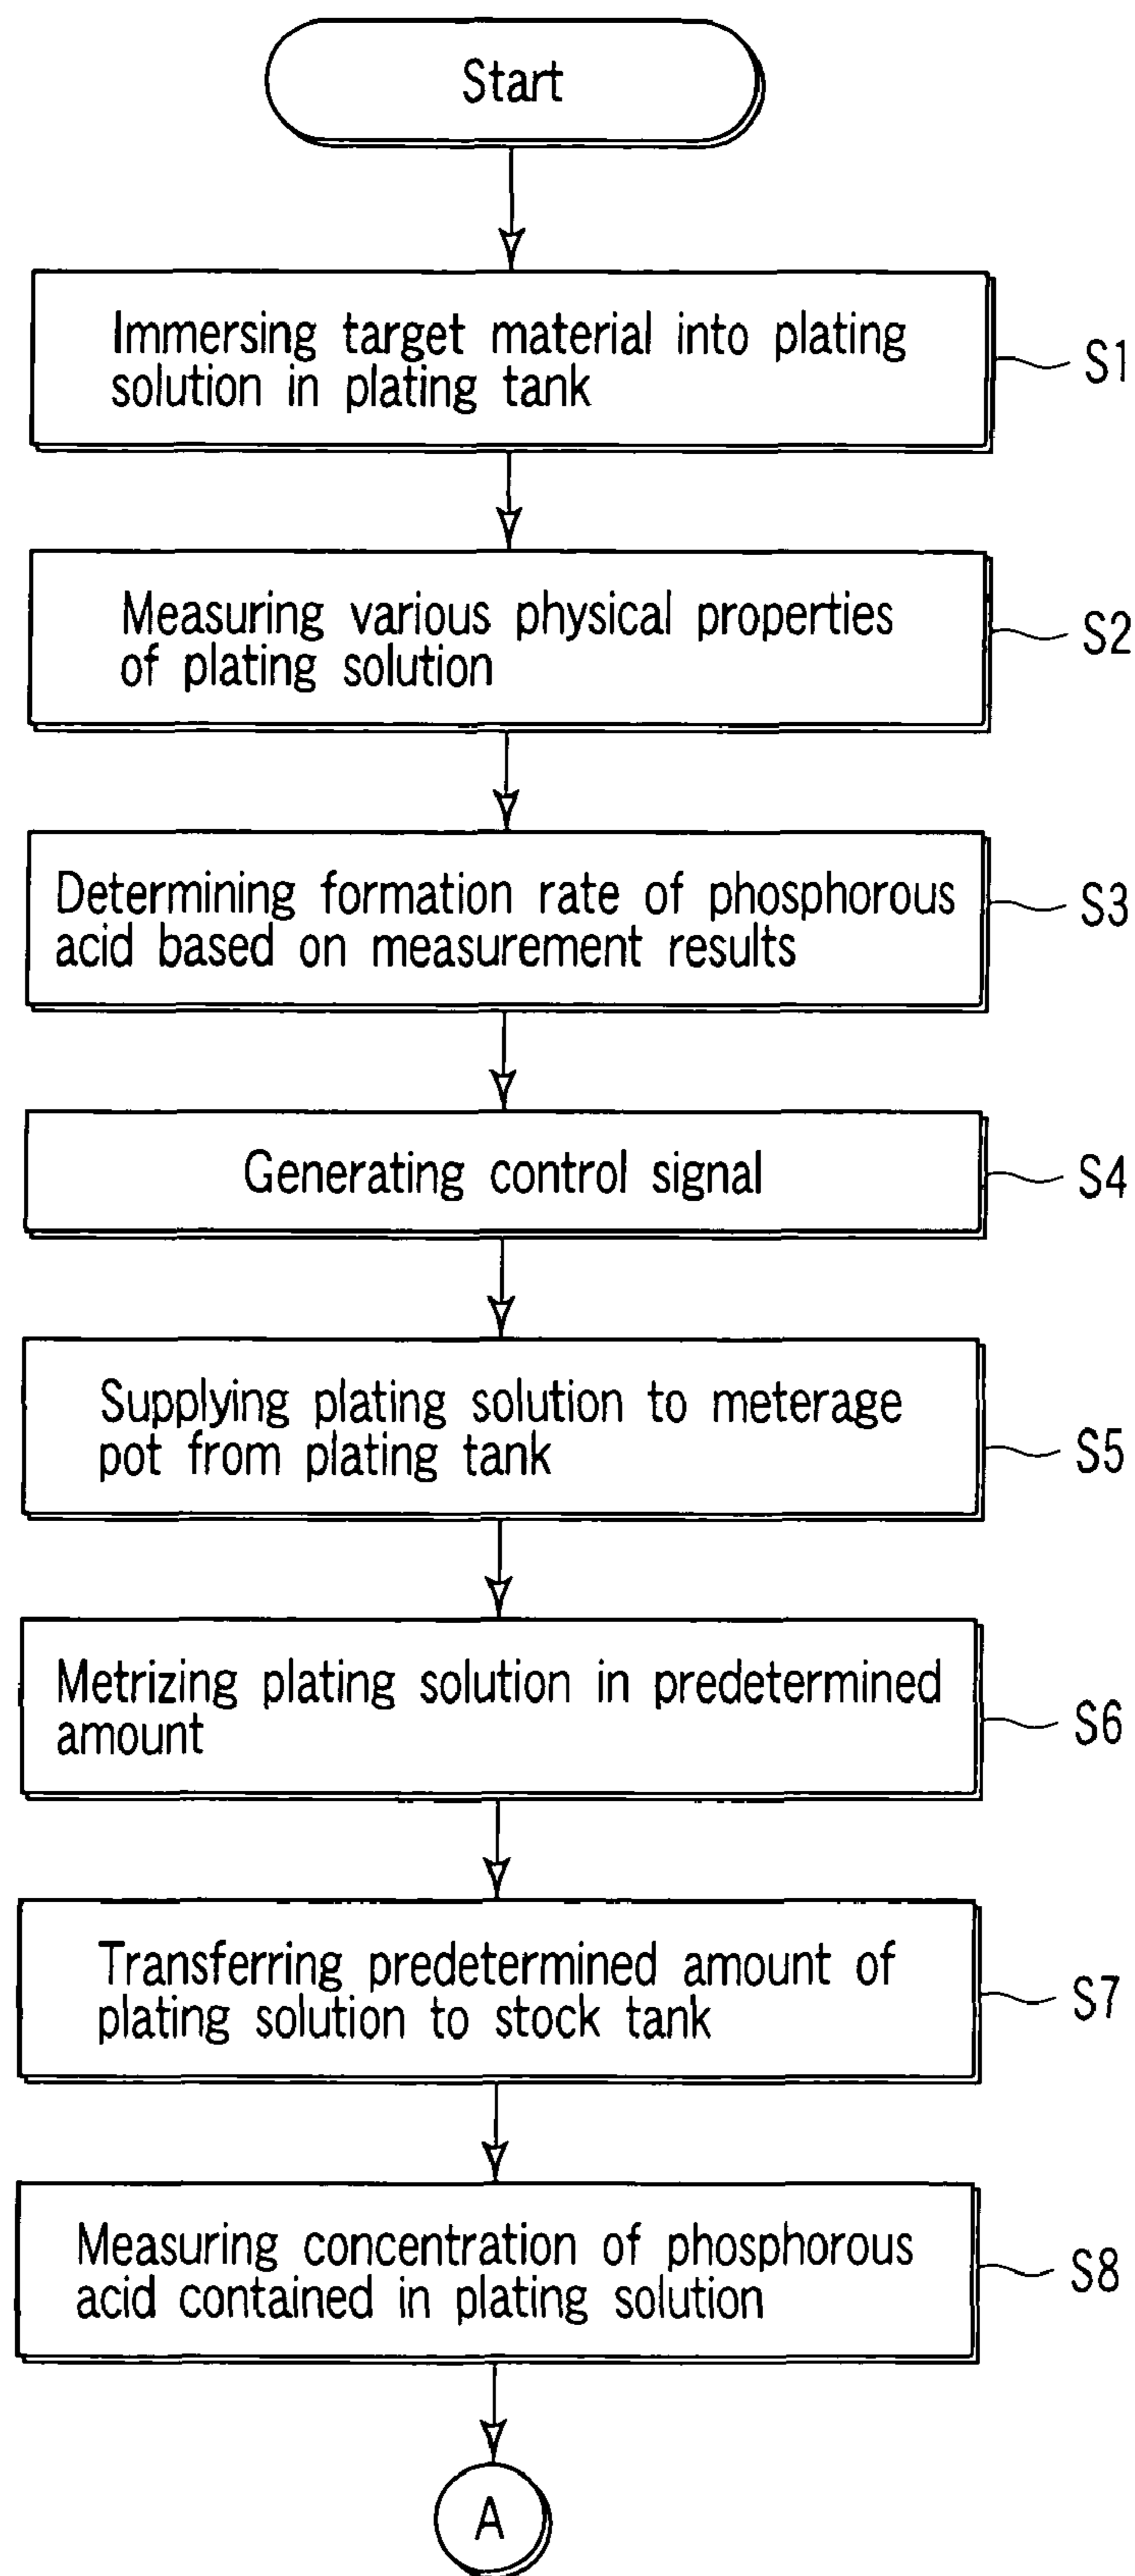 Start
Immersing target material into plating
solution in plating tank
S1
Measuring various physical properties
of plating solution
S2
Determining formation rate of phosphorous
acid based on measurement results
S3
Generating control signal
S4
Supplying plating solution to meterage
pot from plating tank
S5
Metrizing plating solution in predetermined
amount
S6
Transferring predetermined amount of
plating solution to stock tank
S7
Measuring concentration of phosphorous
acid contained in plating solution
S8
A